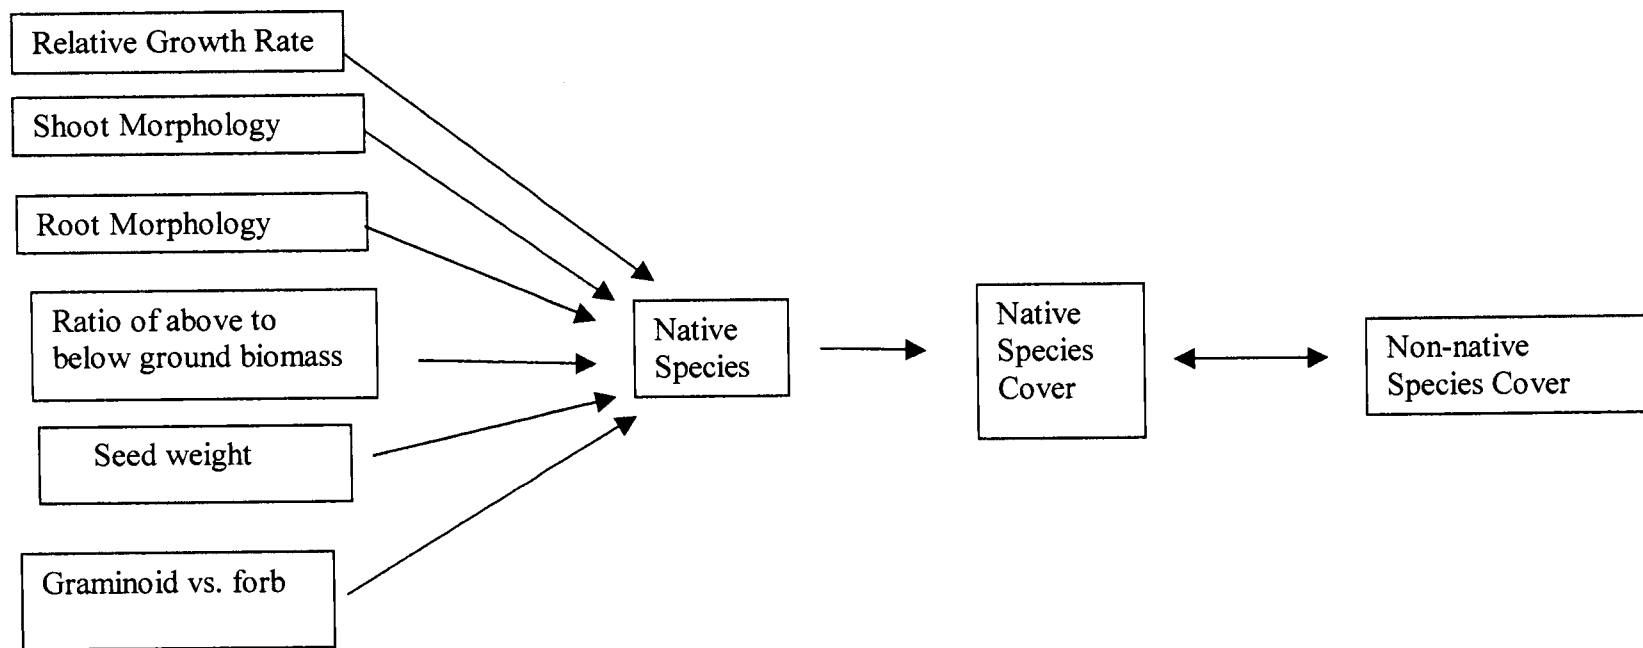 Relative Growth Rate
Shoot Morphology
Root Morphology
Ratio of above to
below ground biomass
Seed weight
Graminoid vs. forb
Native
Species
Native
Species
Cover
Non-native
Species Cover